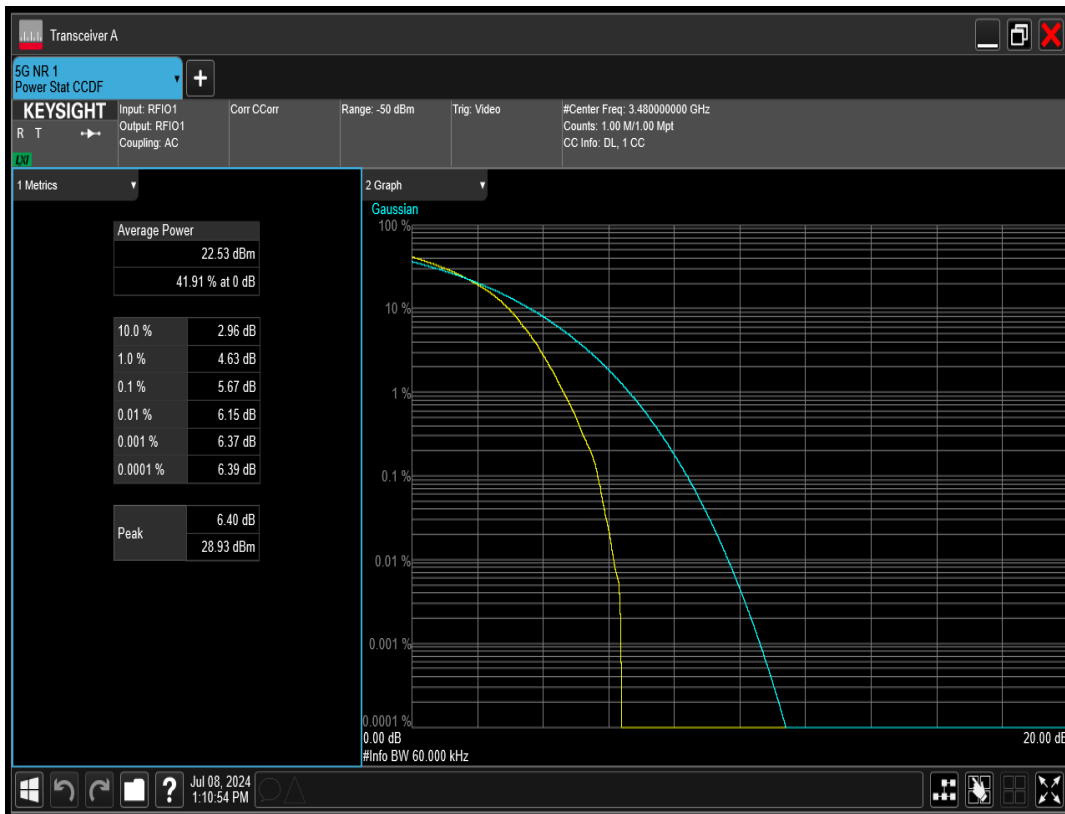 Transceiver A
5G NR 1
Power Stat CCDF
+
KEYSIGHT
R T
LXI
Input: RFIO1
Output: RFIO1
Coupling: AC
Corr CCorr
Range: -50 dBm
Trig: Video
#Center Freq: 3.480000000 GHz
Counts: 1.00 M/1.00 Mpt
CC Info: DL, 1 CC
1 Metrics
Average Power
22.53 dBm
41.91 % at 0 dB
10.0 % 2.96 dB
1.0 % 4.63 dB
0.1 % 5.67 dB
0.01 % 6.15 dB
0.001 % 6.37 dB
0.0001 % 6.39 dB
Peak
6.40 dB
28.93 dBm
2 Graph
Gaussian
100 %
10 %
1 %
0.1 %
0.01 %
0.001 %
0.0001 %
0.00 dB
20.00 dB
#Info BW 60.000 kHz
?
Jul 08, 2024
1:10:54 PM